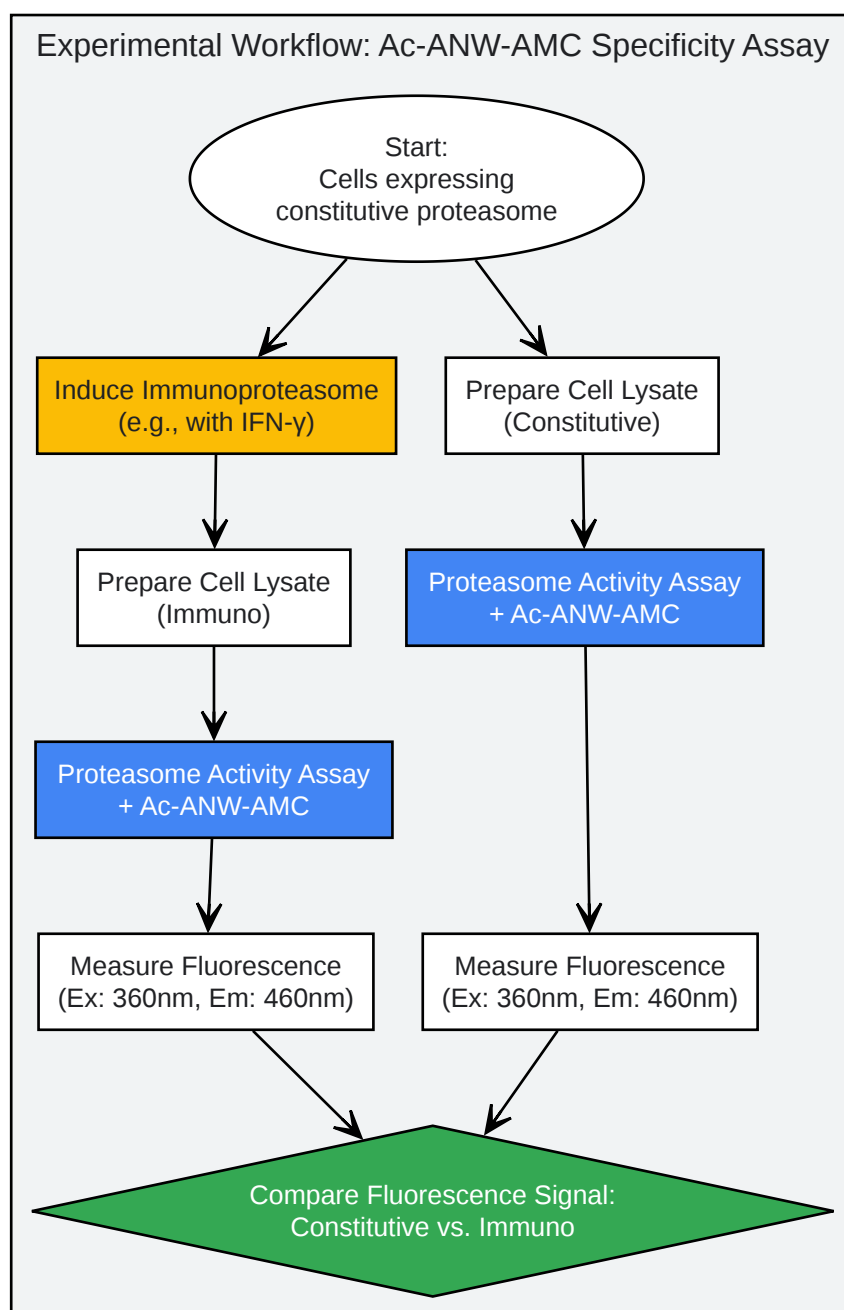 Experimental Workflow: Ac-ANW-AMC Specificity Assay
Start:
Cells expressing
constitutive proteasome
Induce Immunoproteasome
(e.g., with IFN-γ)
Prepare Cell Lysate
(Constitutive)
Prepare Cell Lysate
(Immuno)
Proteasome Activity Assay
+ Ac-ANW-AMC
Proteasome Activity Assay
+ Ac-ANW-AMC
Measure Fluorescence
(Ex: 360nm, Em: 460nm)
Measure Fluorescence
(Ex: 360nm, Em: 460nm)
Compare Fluorescence Signal:
Constitutive vs. Immuno